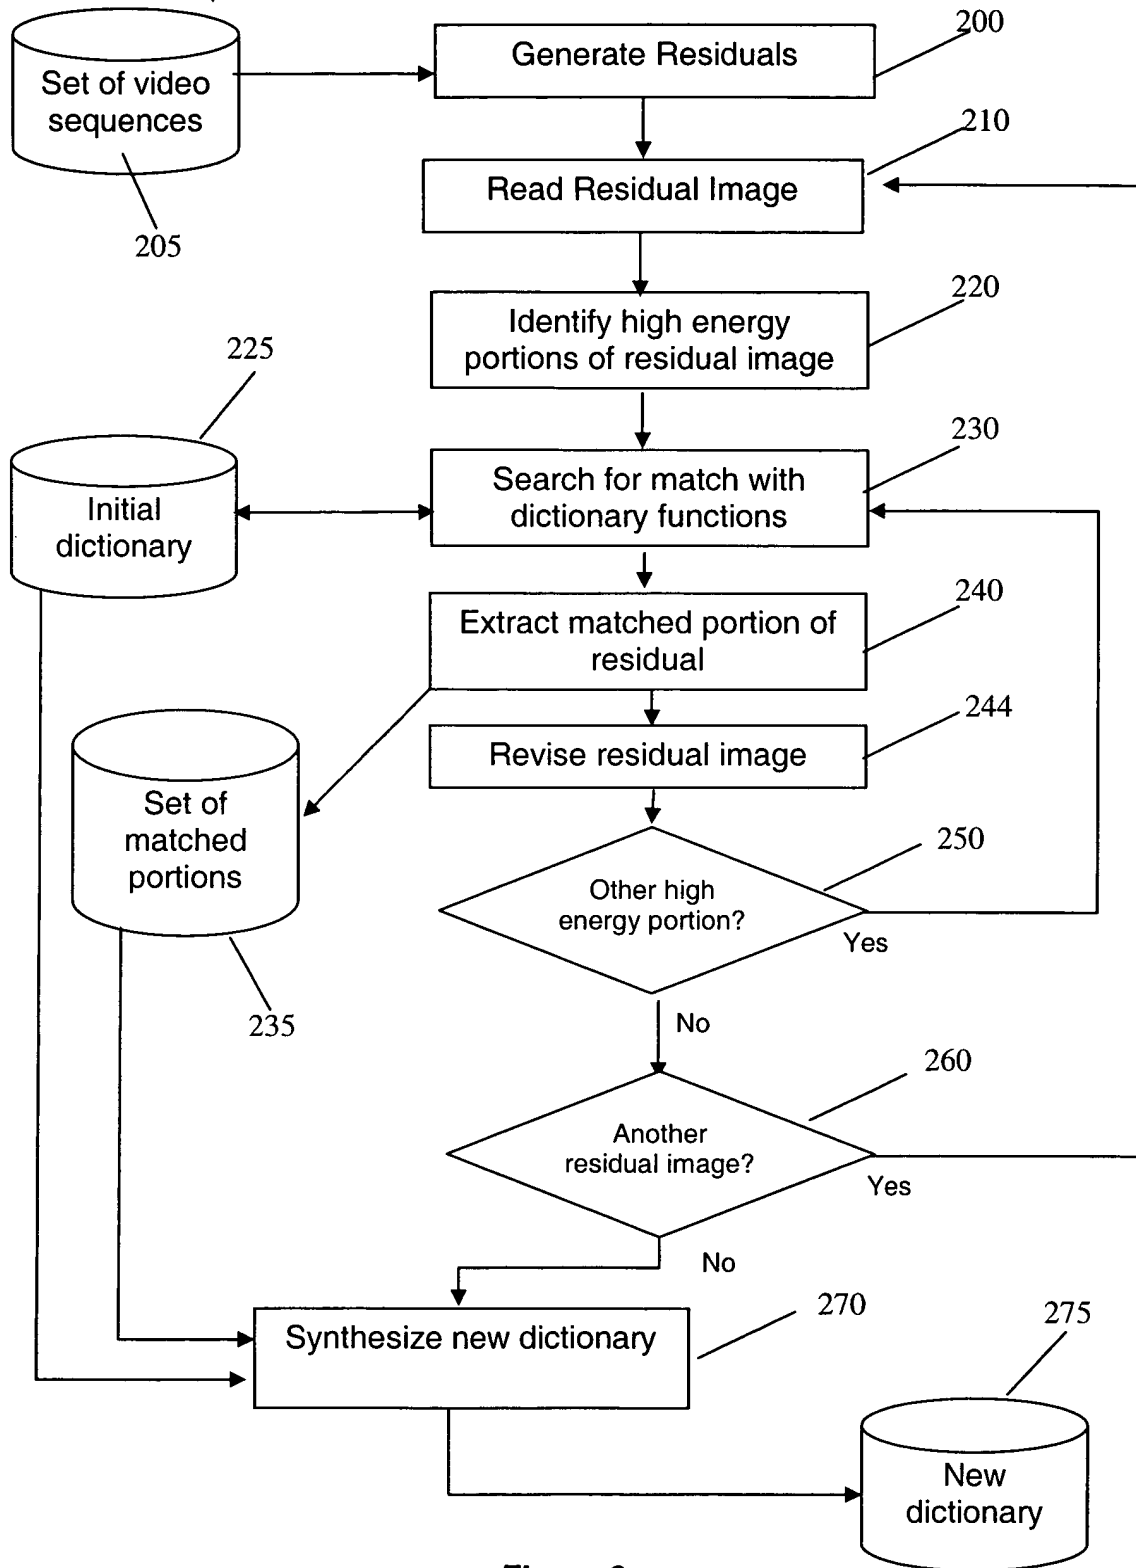 200
Generate Residuals
Set of video
sequences
205
210
Read Residual Image
220
Identify high energy
portions of residual image
225
Initial
dictionary
230
Search for match with
dictionary functions
240
Extract matched portion of
residual
244
Revise residual image
Set of
matched
portions
235
250
Other high
energy portion?
Yes
No
260
Another
residual image?
Yes
No
270
Synthesize new dictionary
275
New
dictionary